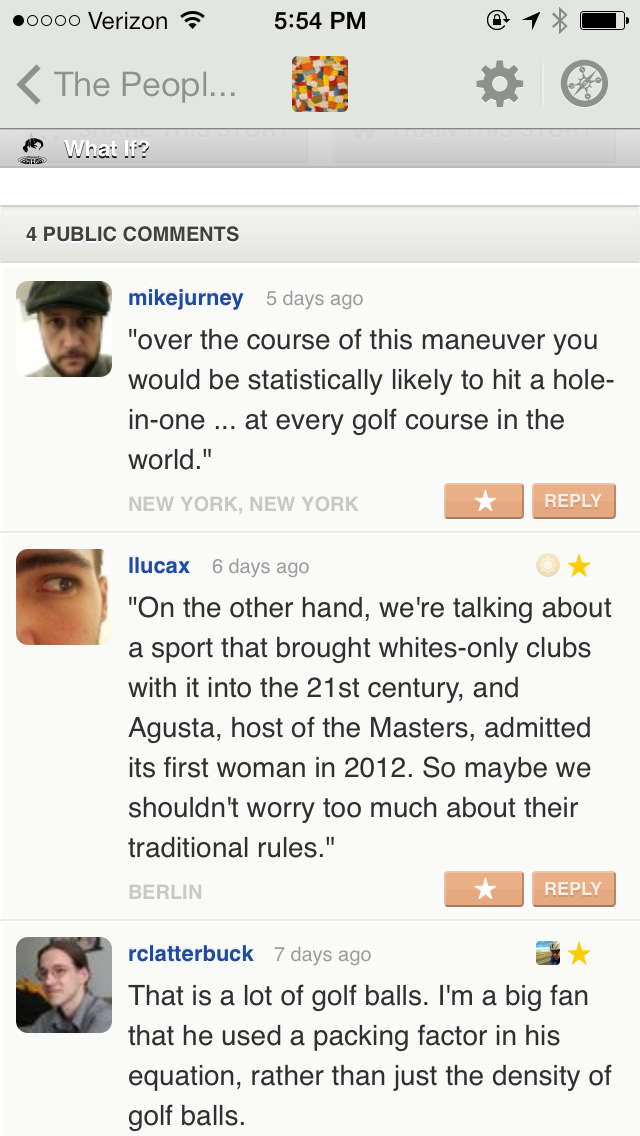 Verizon 5:54 PM
The Peopl...
SHARE THIS STORY TRAIN THIS STORY
What If?
4 PUBLIC COMMENTS
mikejurney 5 days ago
"over the course of this maneuver you
would be statistically likely to hit a hole-
in-one ... at every golf course in the
world."
NEW YORK, NEW YORK
REPLY
llucax 6 days ago
"On the other hand, we're talking about
a sport that brought whites-only clubs
with it into the 21st century, and
Agusta, host of the Masters, admitted
its first woman in 2012. So maybe we
shouldn't worry too much about their
traditional rules."
BERLIN
REPLY
rclatterbuck 7 days ago
That is a lot of golf balls. I'm a big fan
that he used a packing factor in his
equation, rather than just the density of
golf balls.